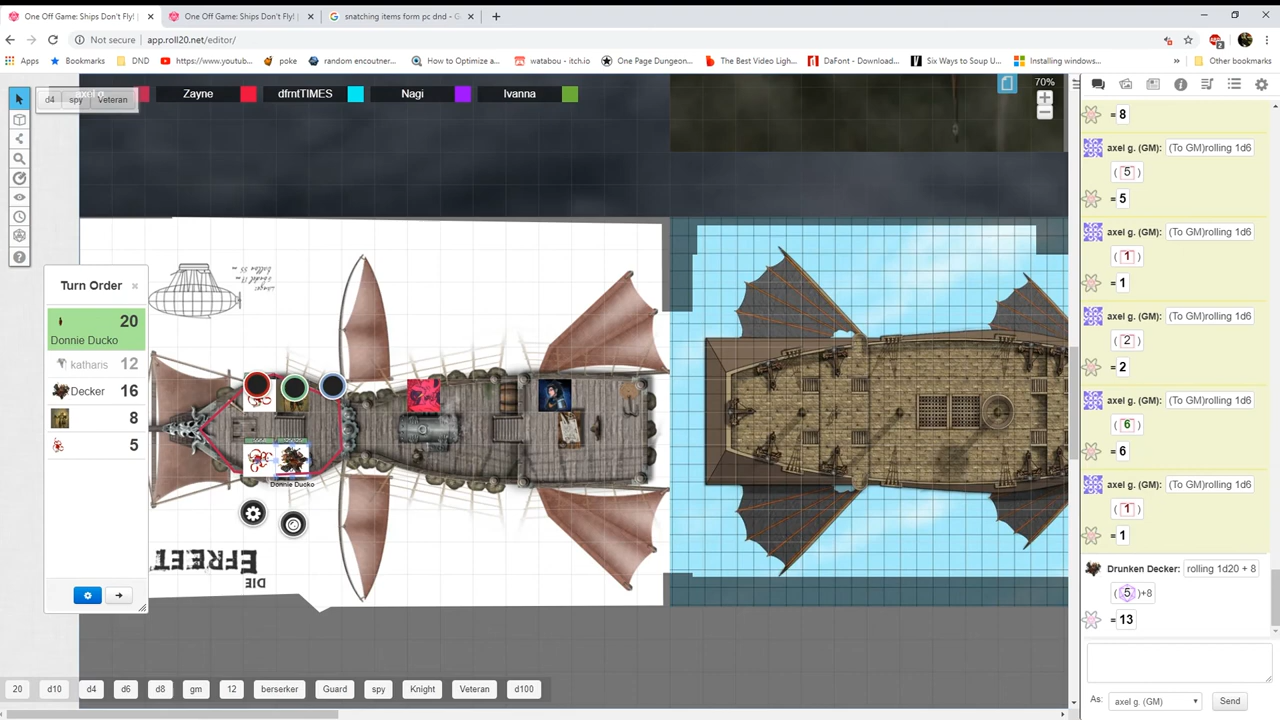 One Off Game: Ships Don't Fly! |
One Off Game: Ships Don't Fly! |
snatching items form pc dnd - G
Not secure | app.roll20.net/editor/
2
Apps
Bookmarks
DND
https://www.youtub...
poke
random encoutner...
How to Optimize a...
watabou - itch.io
One Page Dungeon...
The Best Video Ligh...
DaFont - Download...
Six Ways to Soup U...
Installing windows...
»
Other bookmarks
Zayne
dfrntTIMES
Nagi
Ivanna
70%
d4
spy
Veteran
Turn Order
20
Donnie Ducko
katharis 12
Decker 16
8
5
Donnie Ducko
DIE
EFREET
20
d10
d4
d6
d8
gm
12
berserker
Guard
spy
Knight
Veteran
d100
= 8
axel g. (GM): (To GM)rolling 1d6
( 5 )
= 5
axel g. (GM): (To GM)rolling 1d6
( 1 )
= 1
axel g. (GM): (To GM)rolling 1d6
( 2 )
= 2
axel g. (GM): (To GM)rolling 1d6
( 6 )
= 6
axel g. (GM): (To GM)rolling 1d6
( 1 )
= 1
Drunken Decker: rolling 1d20 + 8
( 5 )+8
= 13
As:
axel g. (GM)
Send